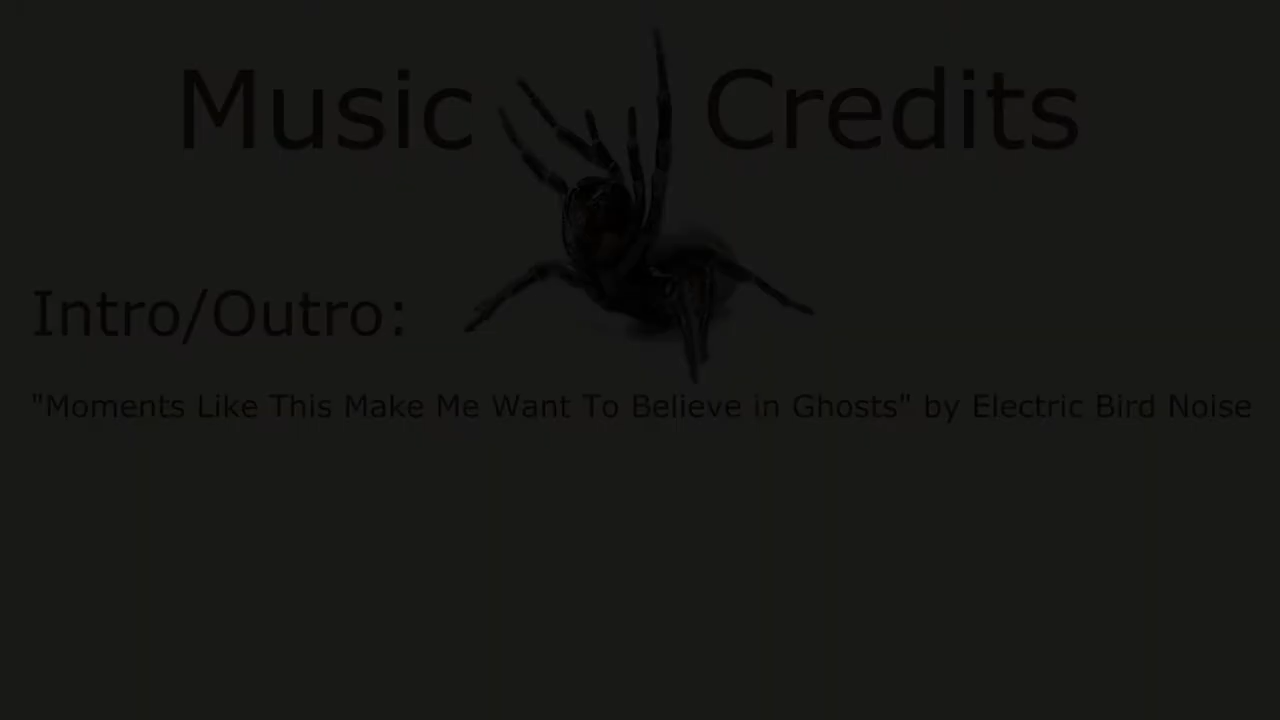 Music Credits
Intro/Outro:
"Moments Like This Make Me Want To Believe in Ghosts" by Electric Bird Noise